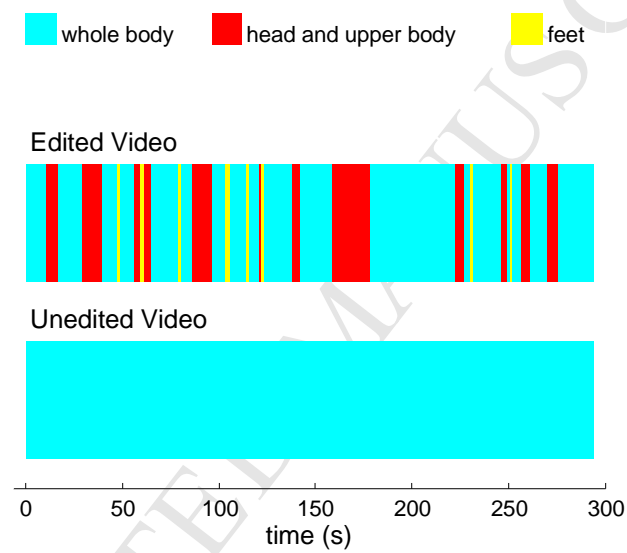 whole body head and upper body feet
Edited Video
Unedited Video
0 50 100 150 200 250 300
time (s)